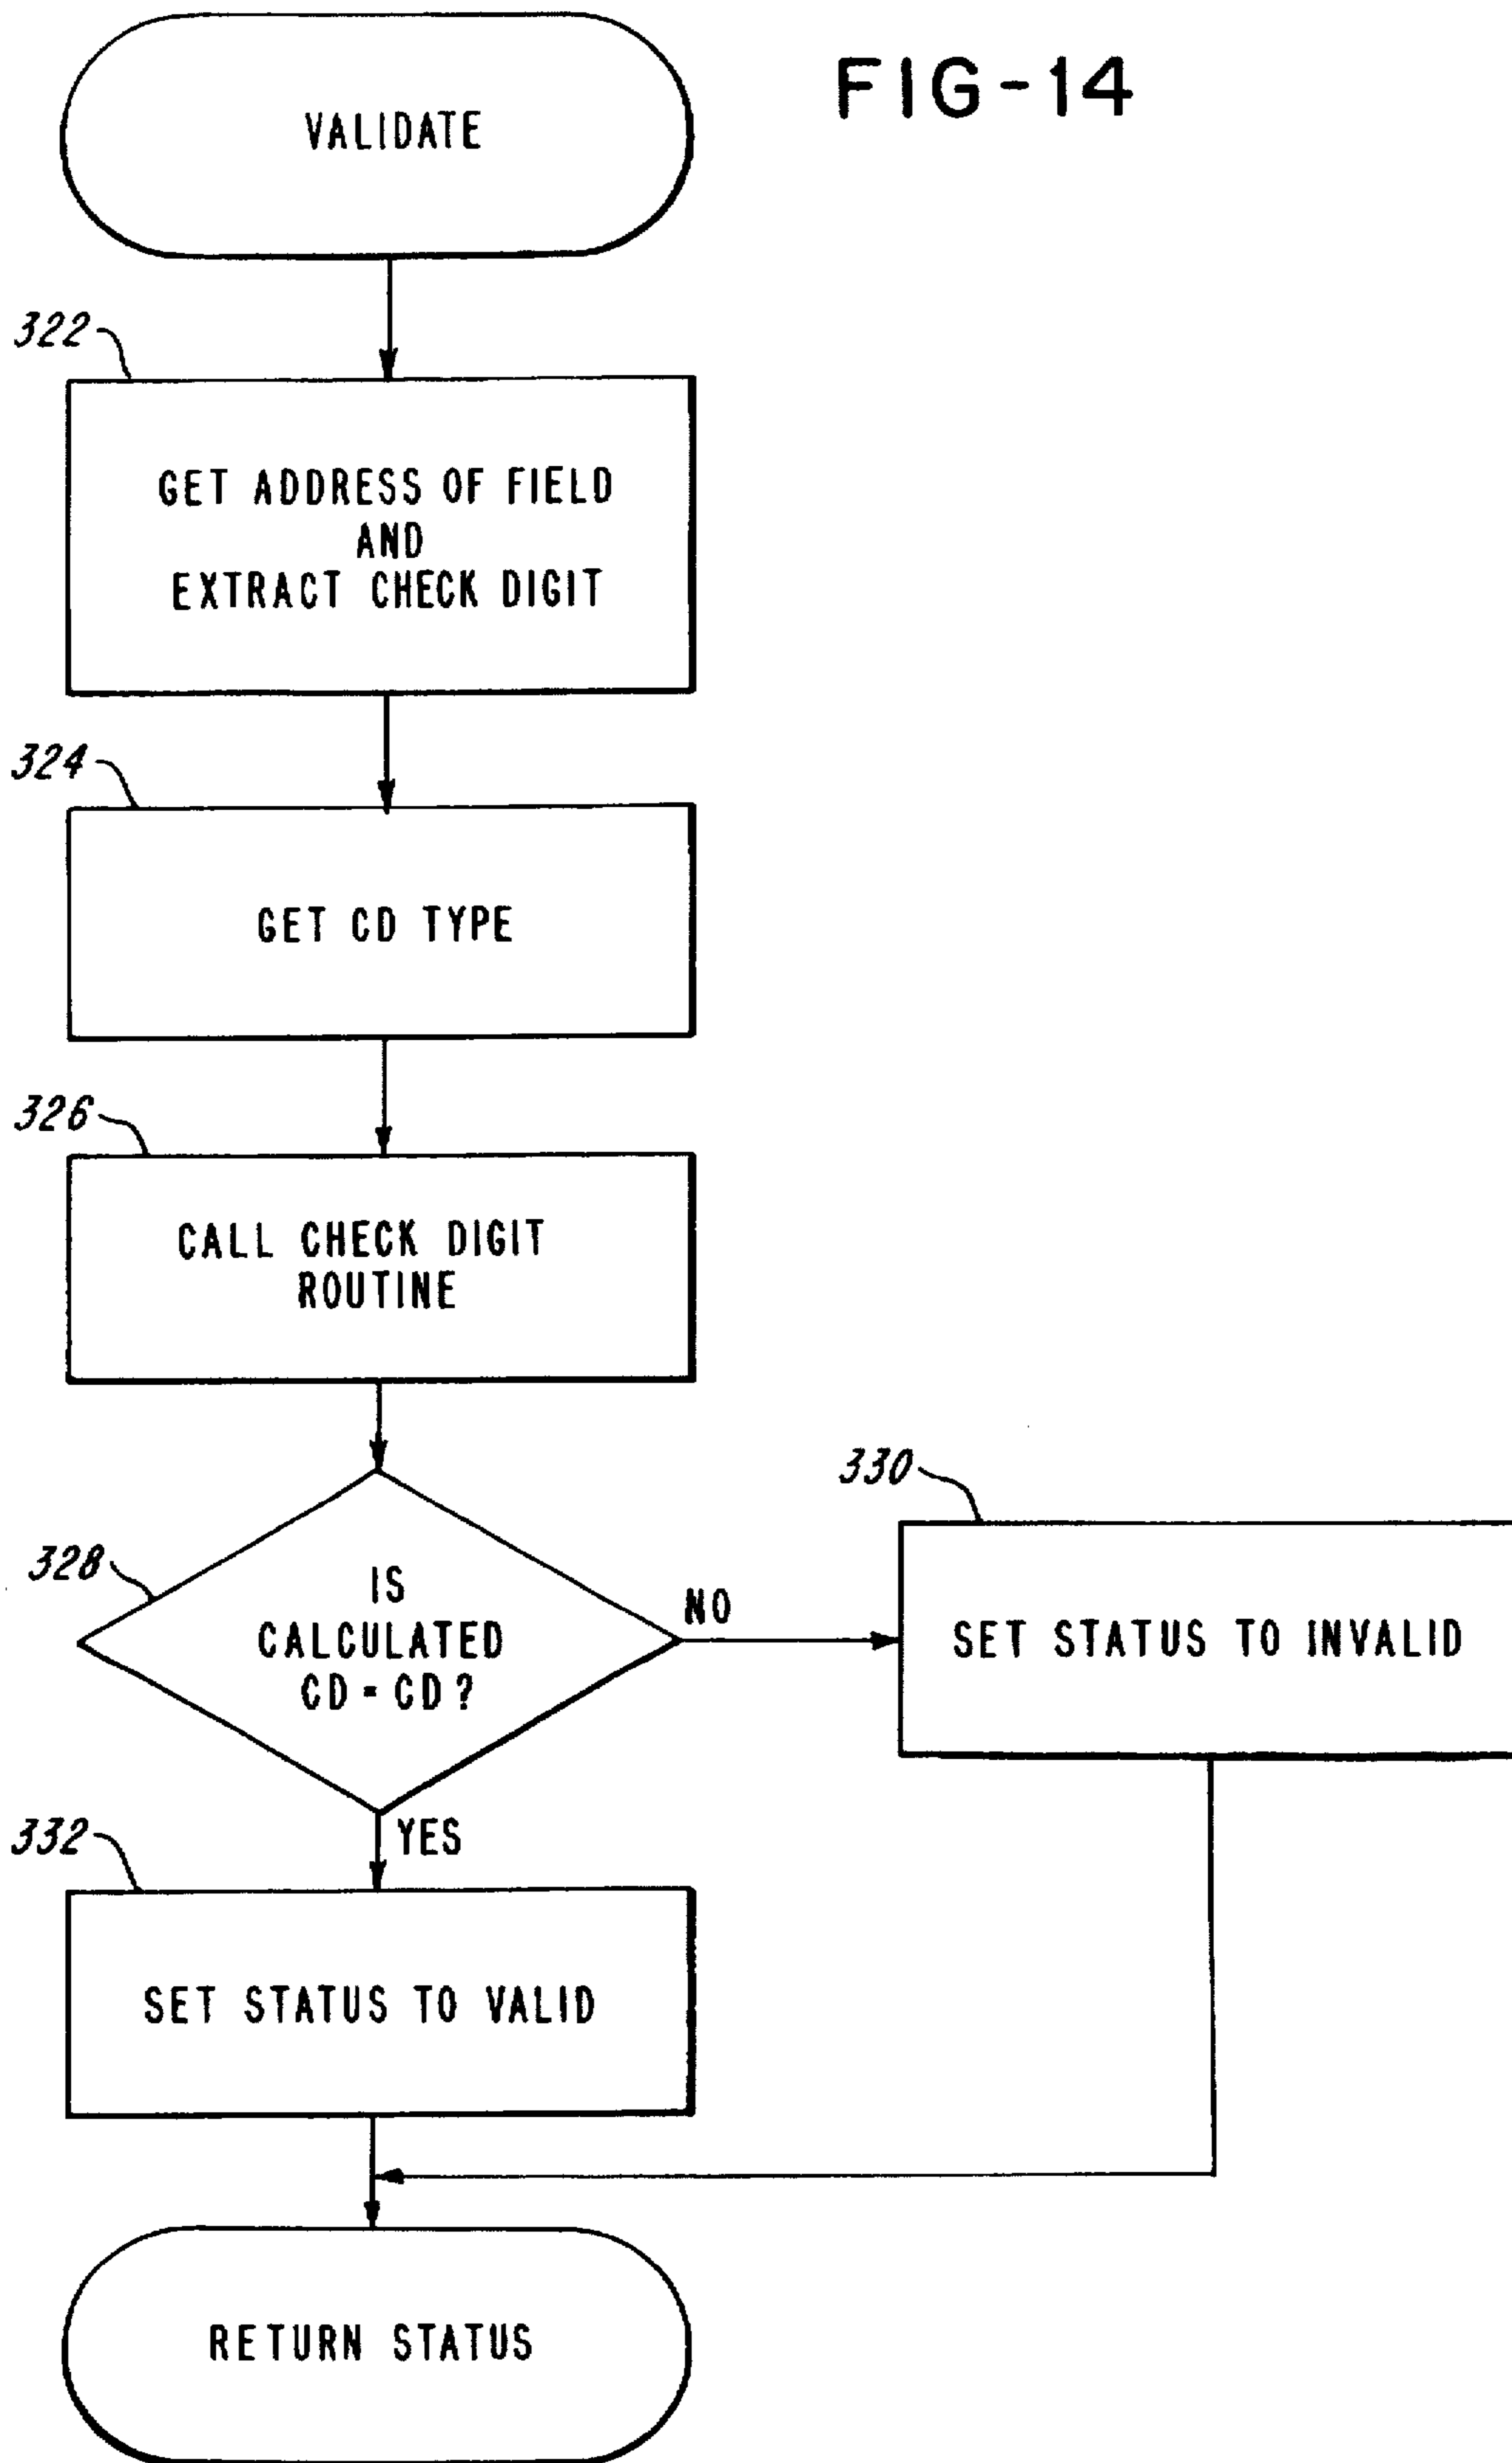 FIG-14
VALIDATE
322
GET ADDRESS OF FIELD
AND
EXTRACT CHECK DIGIT
324
GET CD TYPE
326
CALL CHECK DIGIT
ROUTINE
328
IS
CALCULATED
CD = CD?
NO
330
SET STATUS TO INVALID
YES
332
SET STATUS TO VALID
RETURN STATUS